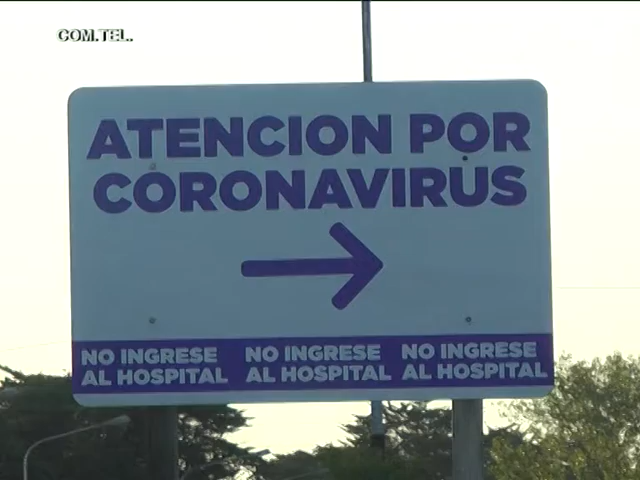 COM.TEL.
ATENCION POR
CORONAVIRUS
NO INGRESE
AL HOSPITAL
NO INGRESE
AL HOSPITAL
NO INGRESE
AL HOSPITAL